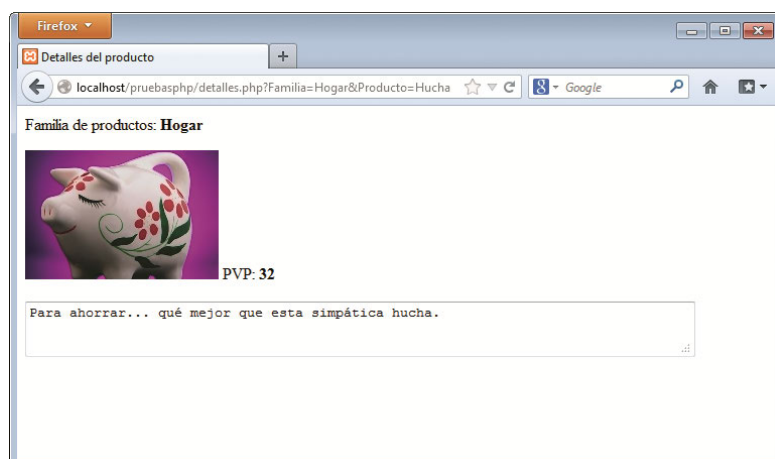 Firefox
Detalles del producto
localhost/pruebasphp/detalles.php?Familia=Hogar&Producto=Hucha
Google
Familia de productos: Hogar
PVP: 32
Para ahorrar... qué mejor que esta simpática hucha.